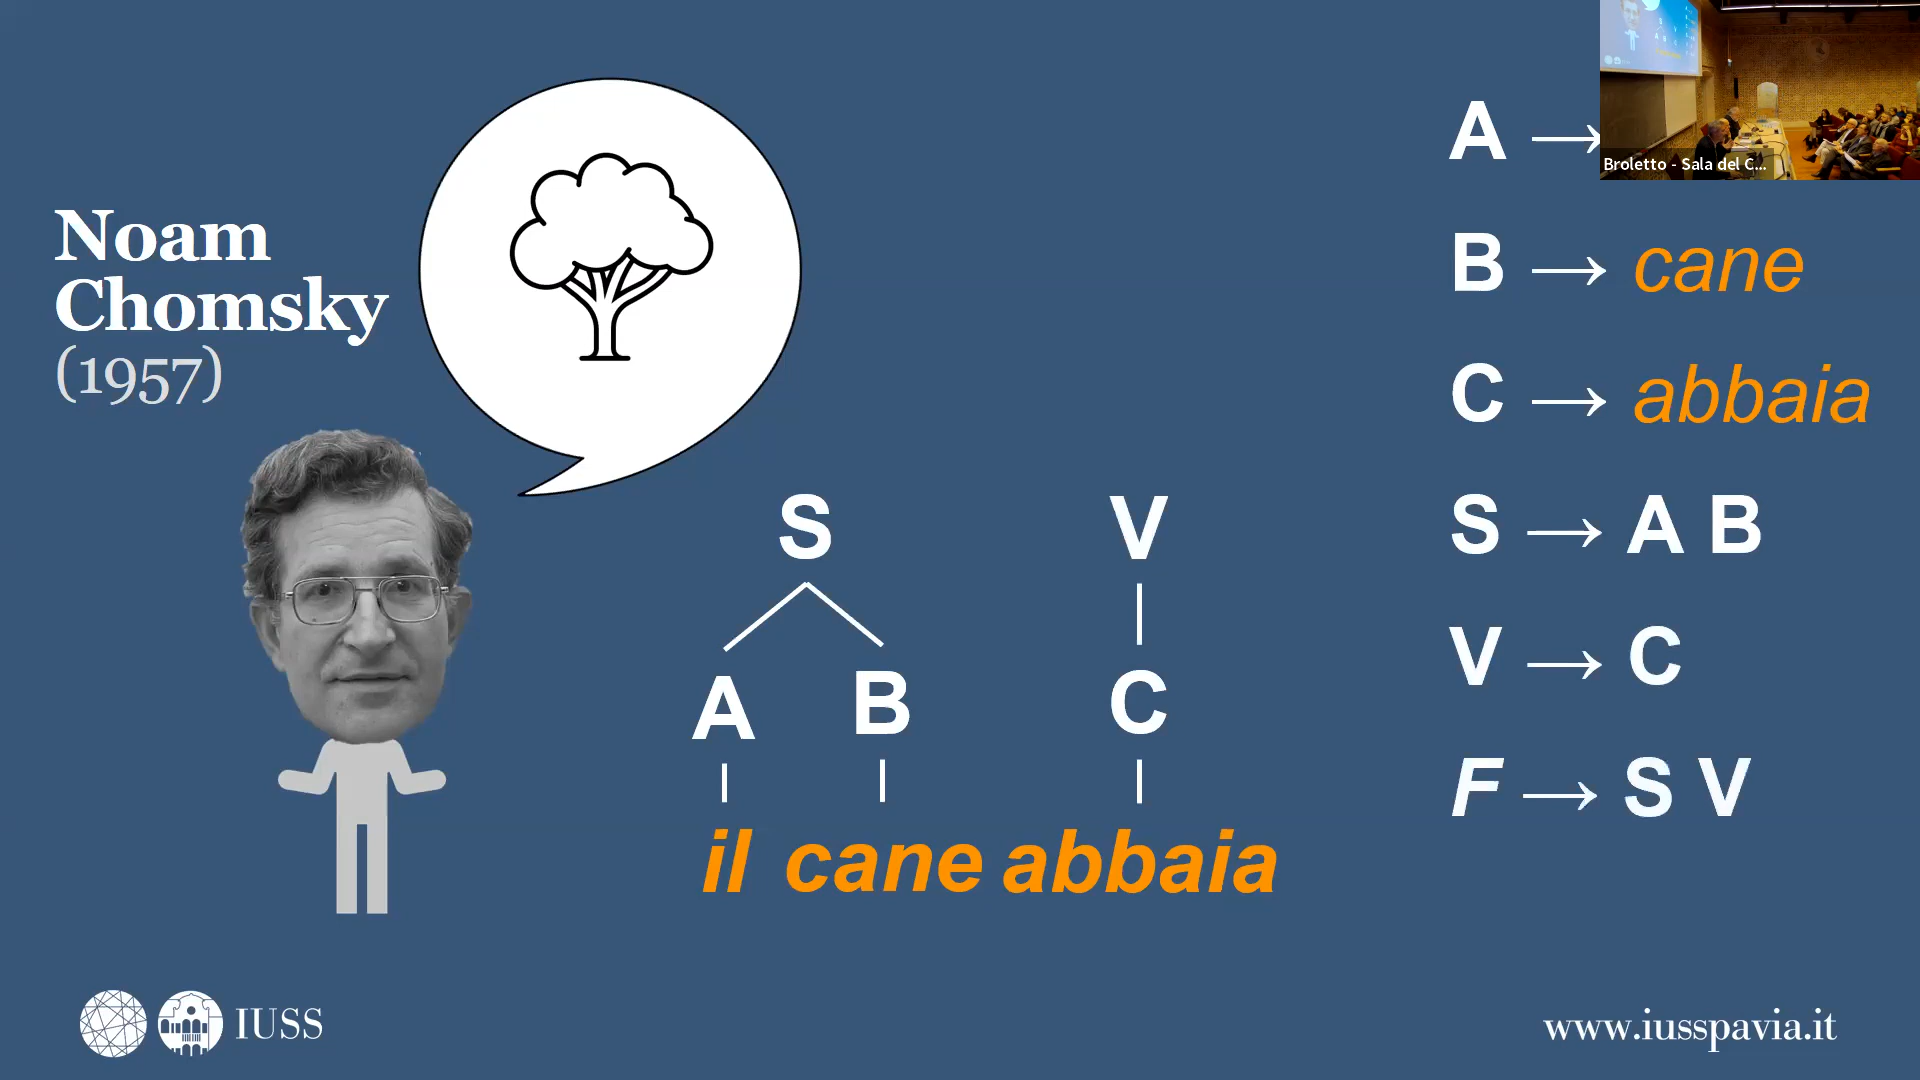 Noam
Chomsky
(1957)
S V
A B C
il cane abbaia
A →
B → cane
C → abbaia
S → A B
V → C
F → S V
Broletto - Sala del C...
IUSS
www.iusspavia.it